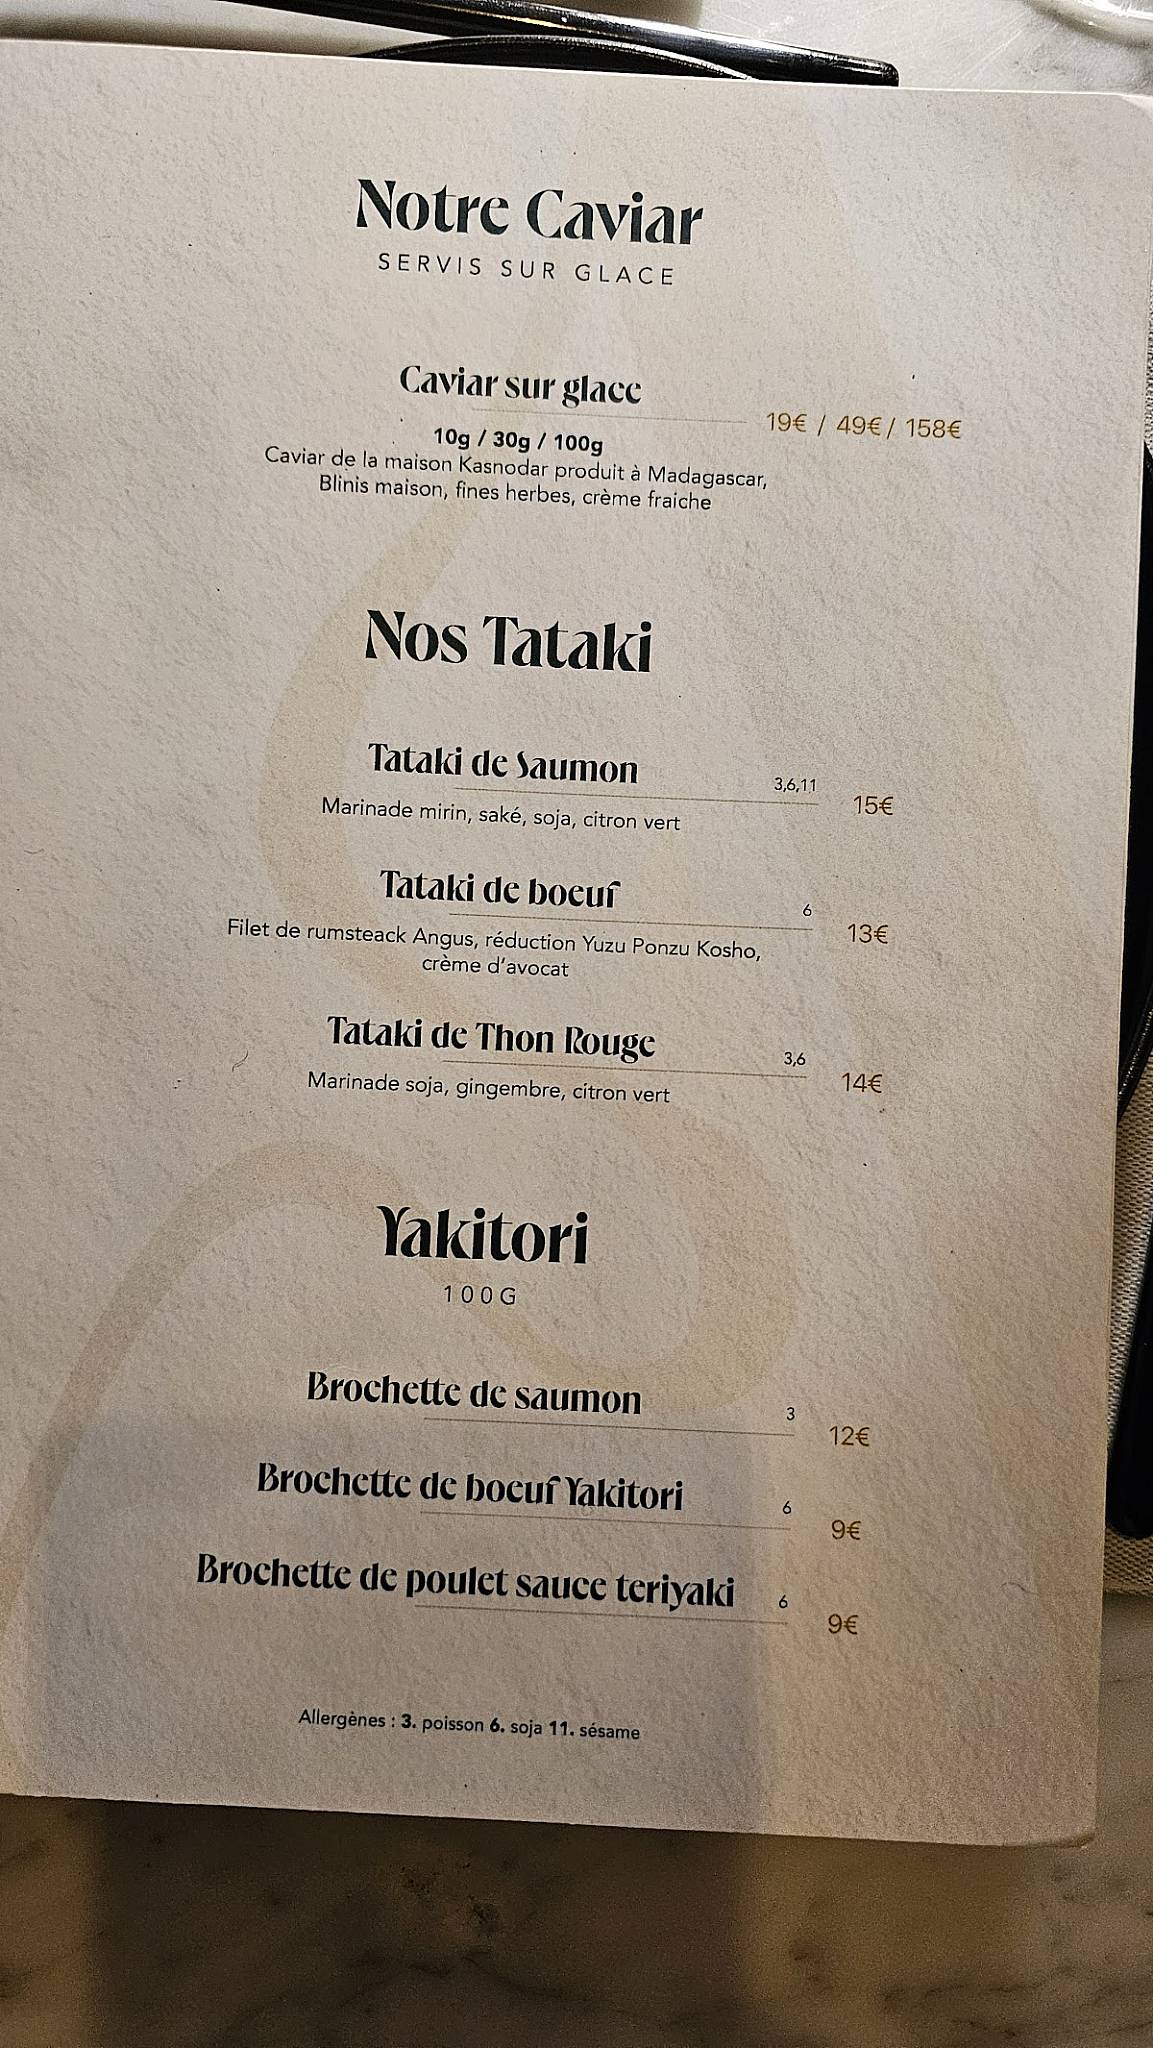 Notre Caviar
SERVIS SUR GLACE
Caviar sur glace
19€ / 49€/ 158€
10g / 30g / 100g
Caviar de la maison Kasnodar produit à Madagascar,
Blinis maison, fines herbes, crème fraiche
Nos Tataki
Tataki de Saumon 3,6,11 15€
Marinade mirin, saké, soja, citron vert
Tataki de boeuf 6 13€
Filet de rumsteack Angus, réduction Yuzu Ponzu Kosho,
crème d'avocat
Tataki de Thon Rouge 3,6 14€
Marinade soja, gingembre, citron vert
Yakitori
100G
Brochette de saumon 3 12€
Brochette de boeuf Yakitori 6 9€
Brochette de poulet sauce teriyaki 6 9€
Allergènes : 3. poisson 6. soja 11. sésame